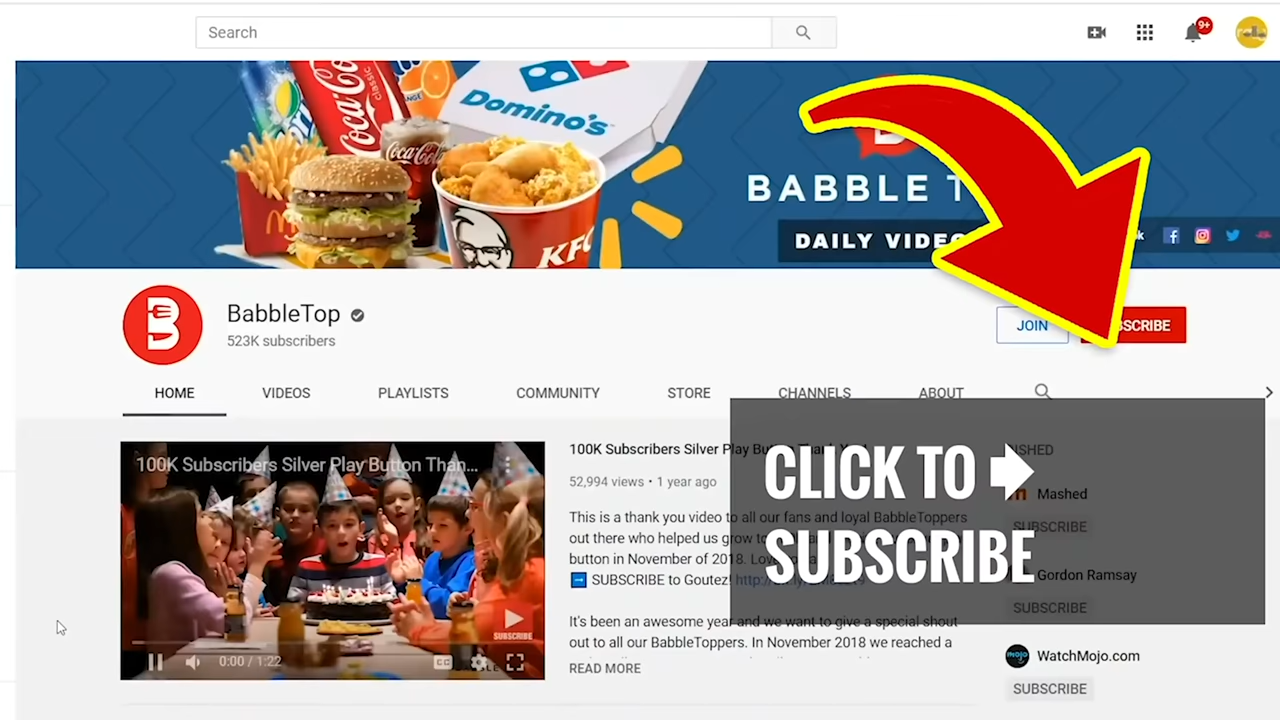 Search
9+
Coca-Cola
classic
Domino's
Coca-Cola
KFC
BABBLE T
DAILY VIDEO
BabbleTop
523K subscribers
JOIN
SCRIBE
HOME
VIDEOS
PLAYLISTS
COMMUNITY
STORE
CHANNELS
ABOUT
100K Subscribers Silver Play Button Than...
SUBSCRIBE
0:00 / 1:22
CC
100K Subscribers Silver Play Button Than
52,994 views • 1 year ago
This is a thank you video to all our fans and loyal BabbleToppers
out there who helped us grow to
button in November of 2018.
SUBSCRIBE to Goutez!
It's been an awesome year and we want to give a special shout
out to all our BabbleToppers. In November 2018 we reached a
READ MORE
CLICK TO
SUBSCRIBE
Mashed
SUBSCRIBE
Gordon Ramsay
SUBSCRIBE
mojo
WatchMojo.com
SUBSCRIBE